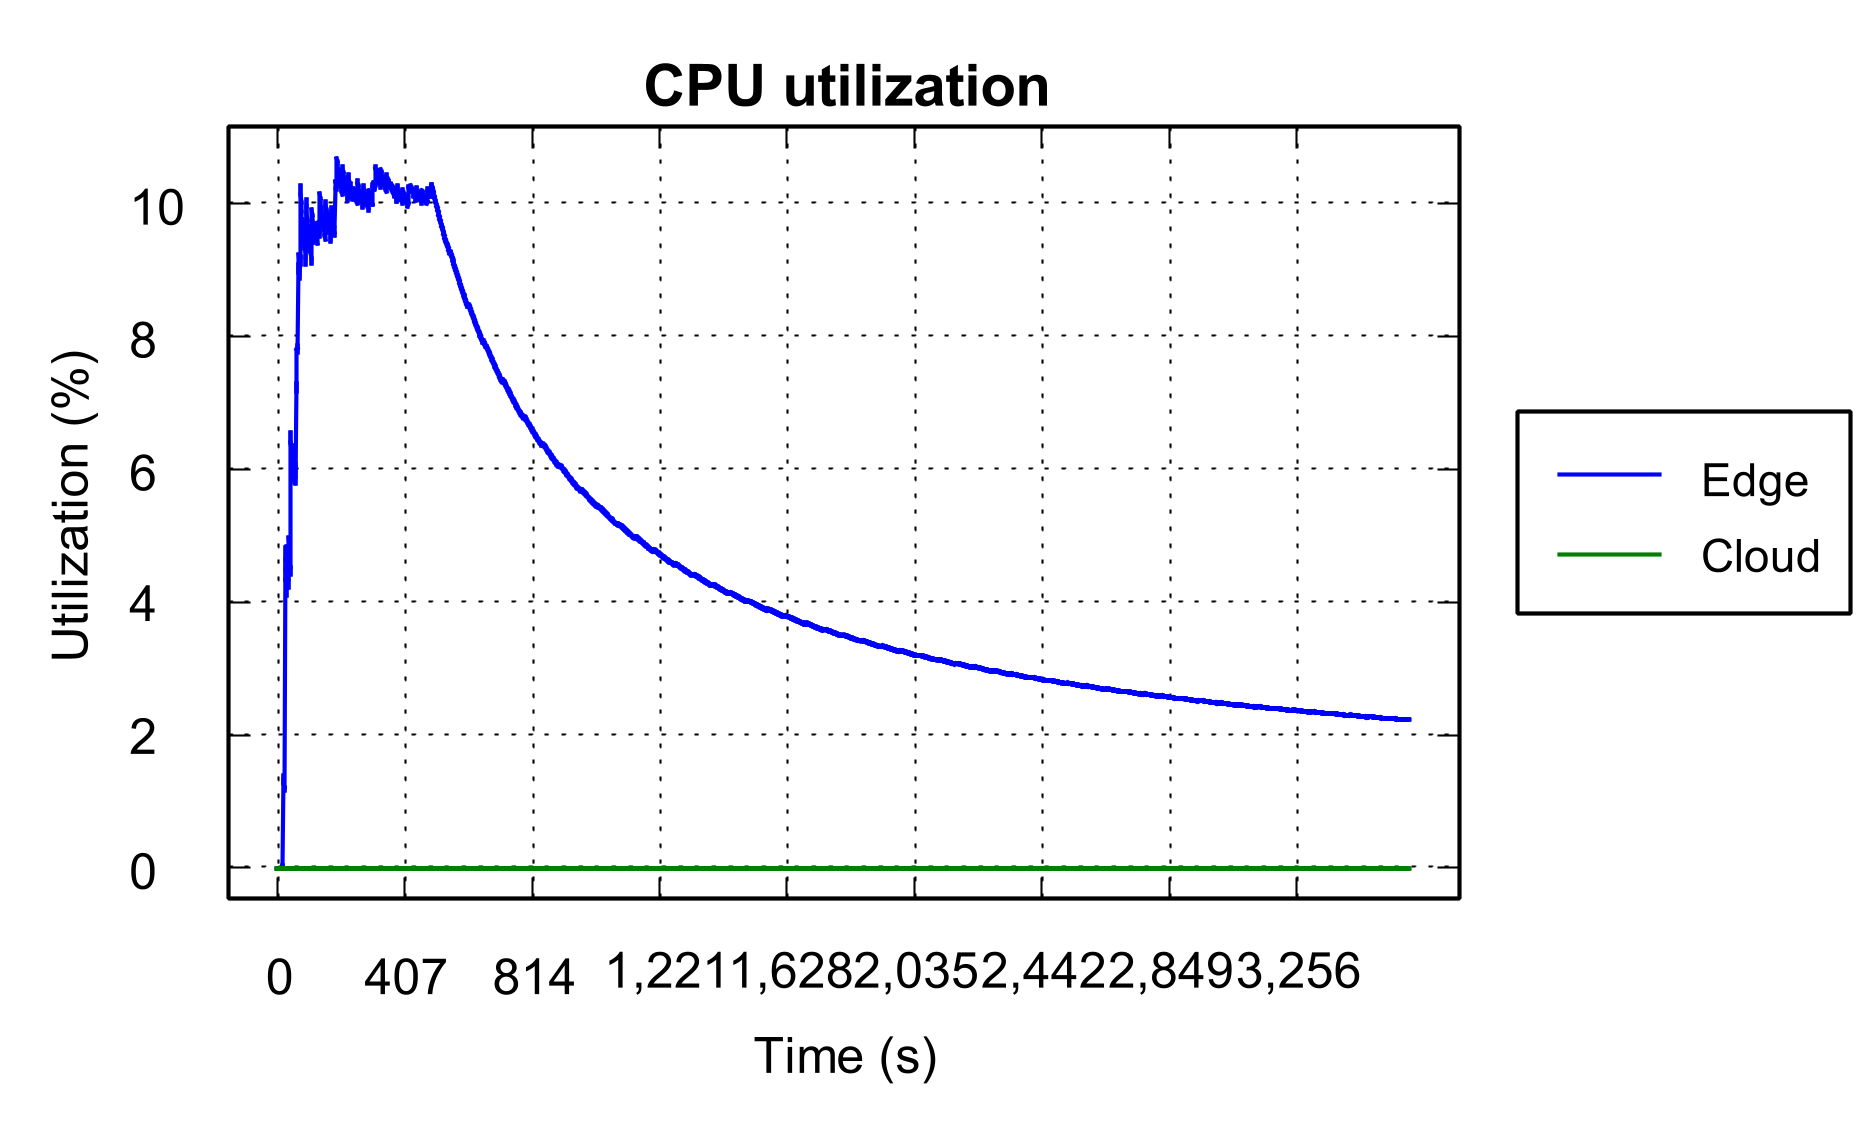 CPU utilization
10
8
6
4
2
0
Utilization (%)
0 407 814 1,2211,6282,0352,4422,8493,256
Time (s)
Edge
Cloud